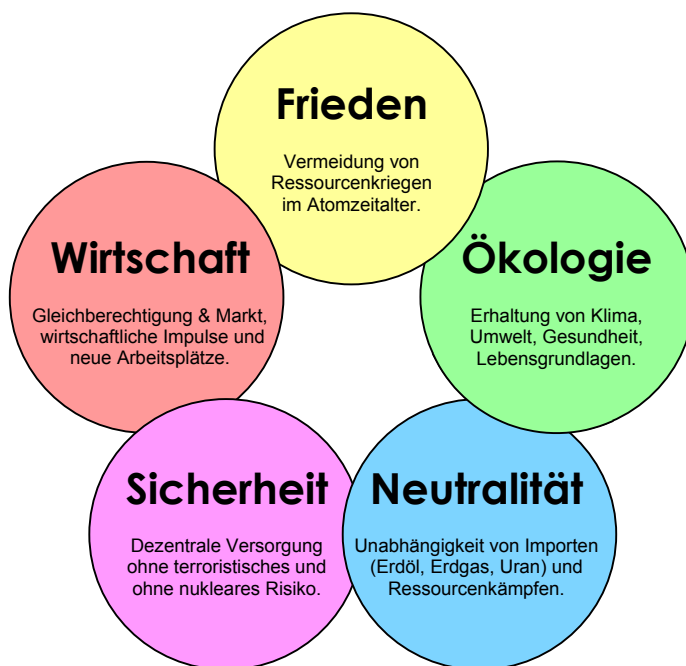 Frieden
Vermeidung von
Ressourcenkriegen
im Atomzeitalter.
Wirtschaft
Gleichberechtigung & Markt,
wirtschaftliche Impulse und
neue Arbeitsplätze.
Ökologie
Erhaltung von Klima,
Umwelt, Gesundheit,
Lebensgrundlagen.
Sicherheit
Dezentrale Versorgung
ohne terroristisches und
ohne nukleares Risiko.
Neutralität
Unabhängigkeit von Importen
(Erdöl, Erdgas, Uran) und
Ressourcenkämpfen.